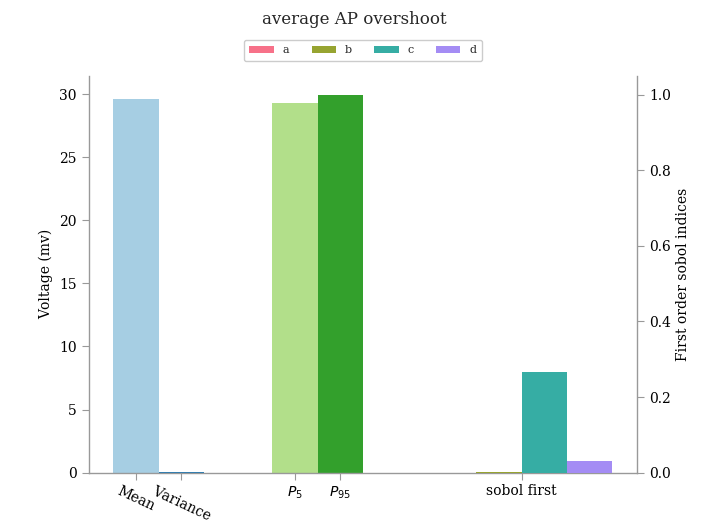 average AP overshoot
a b c d
30
25
20
15
10
5
0
Voltage (mv)
1.0
0.8
0.6
0.4
0.2
0.0
First order sobol indices
Mean Variance P5 P95 sobol first